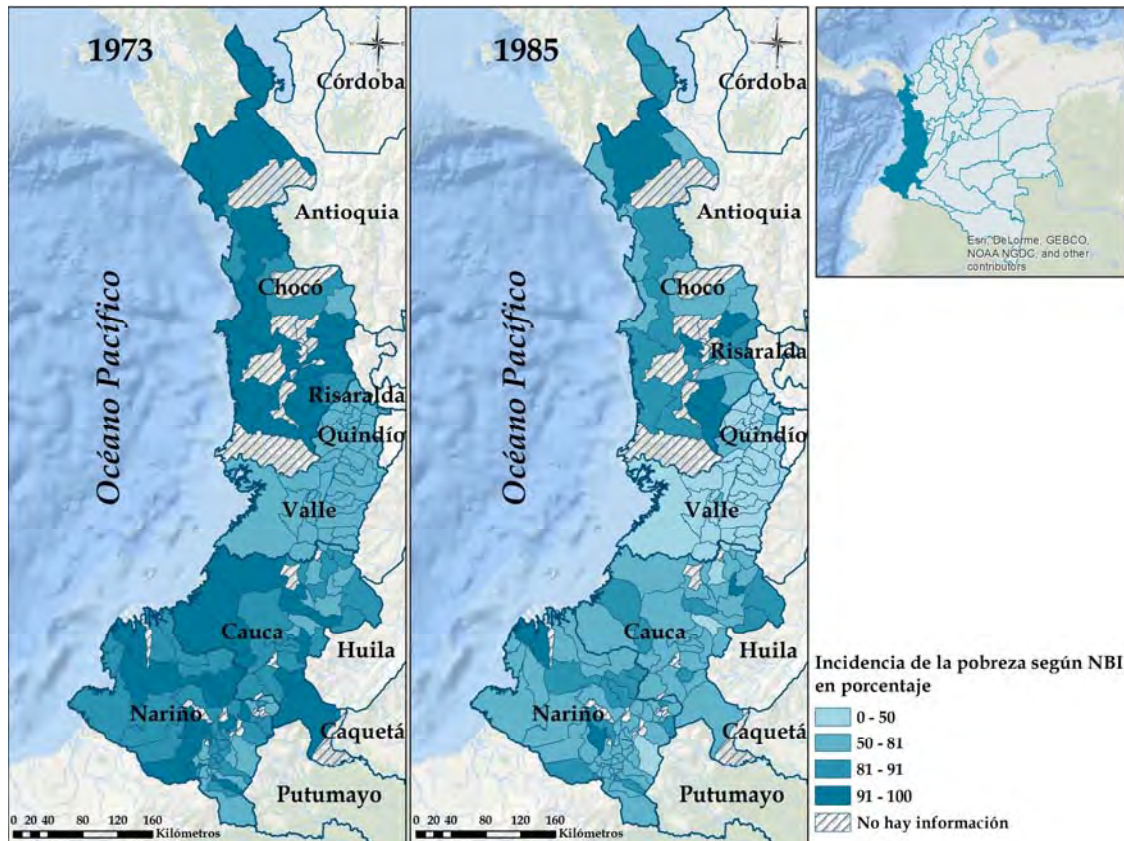 1973
Córdoba
Antioquia
Chocó
Risaralda
Quindío
Valle
Cauca
Huila
Nariño
Caquetá
Putumayo
Océano Pacífico
0 20 40 80 120 160
Kilómetros
1985
Córdoba
Antioquia
Chocó
Risaralda
Quindío
Valle
Cauca
Huila
Nariño
Caquetá
Putumayo
Océano Pacífico
0 20 40 80 120 160
Kilómetros
Esri, DeLorme, GEBCO,
NOAA NGDC, and other
contributors
Incidencia de la pobreza según NBI
en porcentaje
0 - 50
50 - 81
81 - 91
91 - 100
No hay información